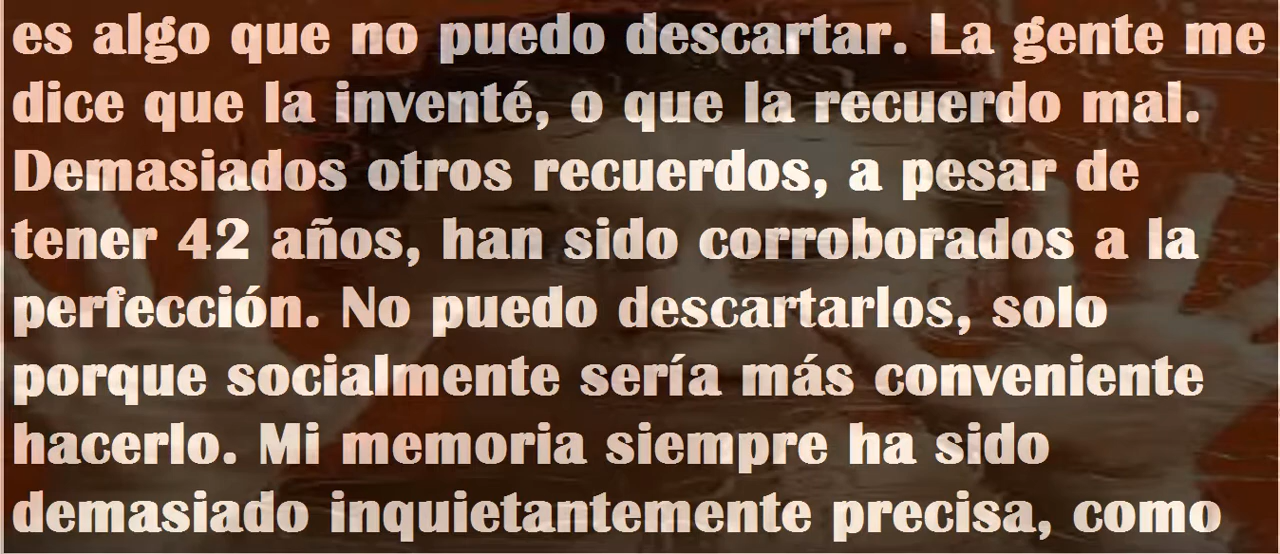 es algo que no puedo descartar. La gente me
dice que la inventé, o que la recuerdo mal.
Demasiados otros recuerdos, a pesar de
tener 42 años, han sido corroborados a la
perfección. No puedo descartarlos, solo
porque socialmente sería más conveniente
hacerlo. Mi memoria siempre ha sido
demasiado inquietantemente precisa, como